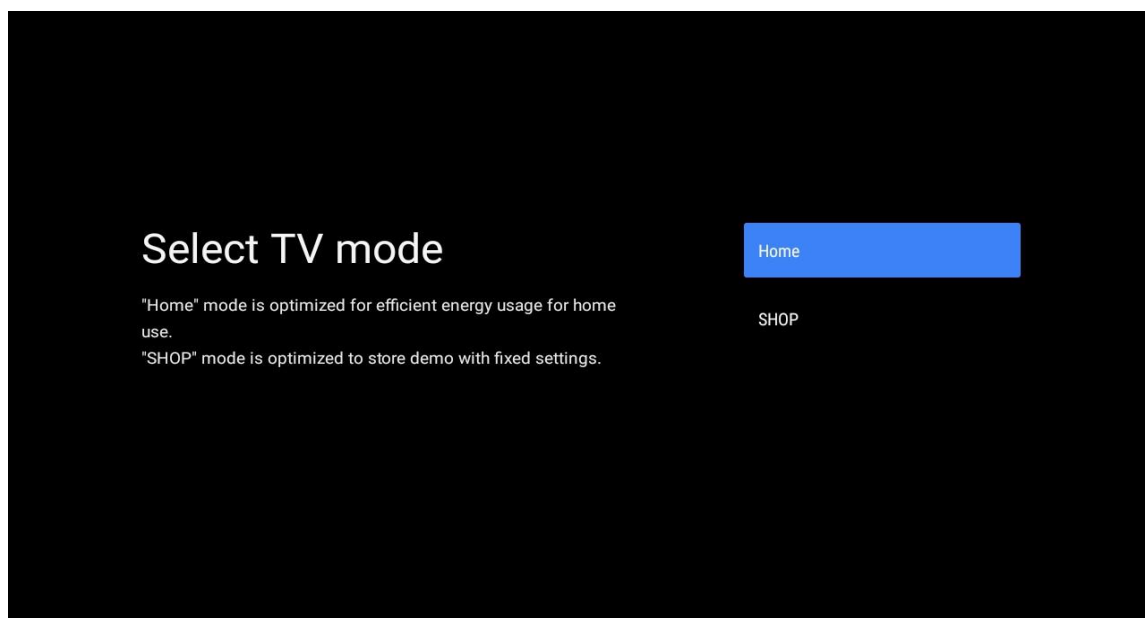 Select TV mode
"Home" mode is optimized for efficient energy usage for home
use.
"SHOP" mode is optimized to store demo with fixed settings.
Home
SHOP